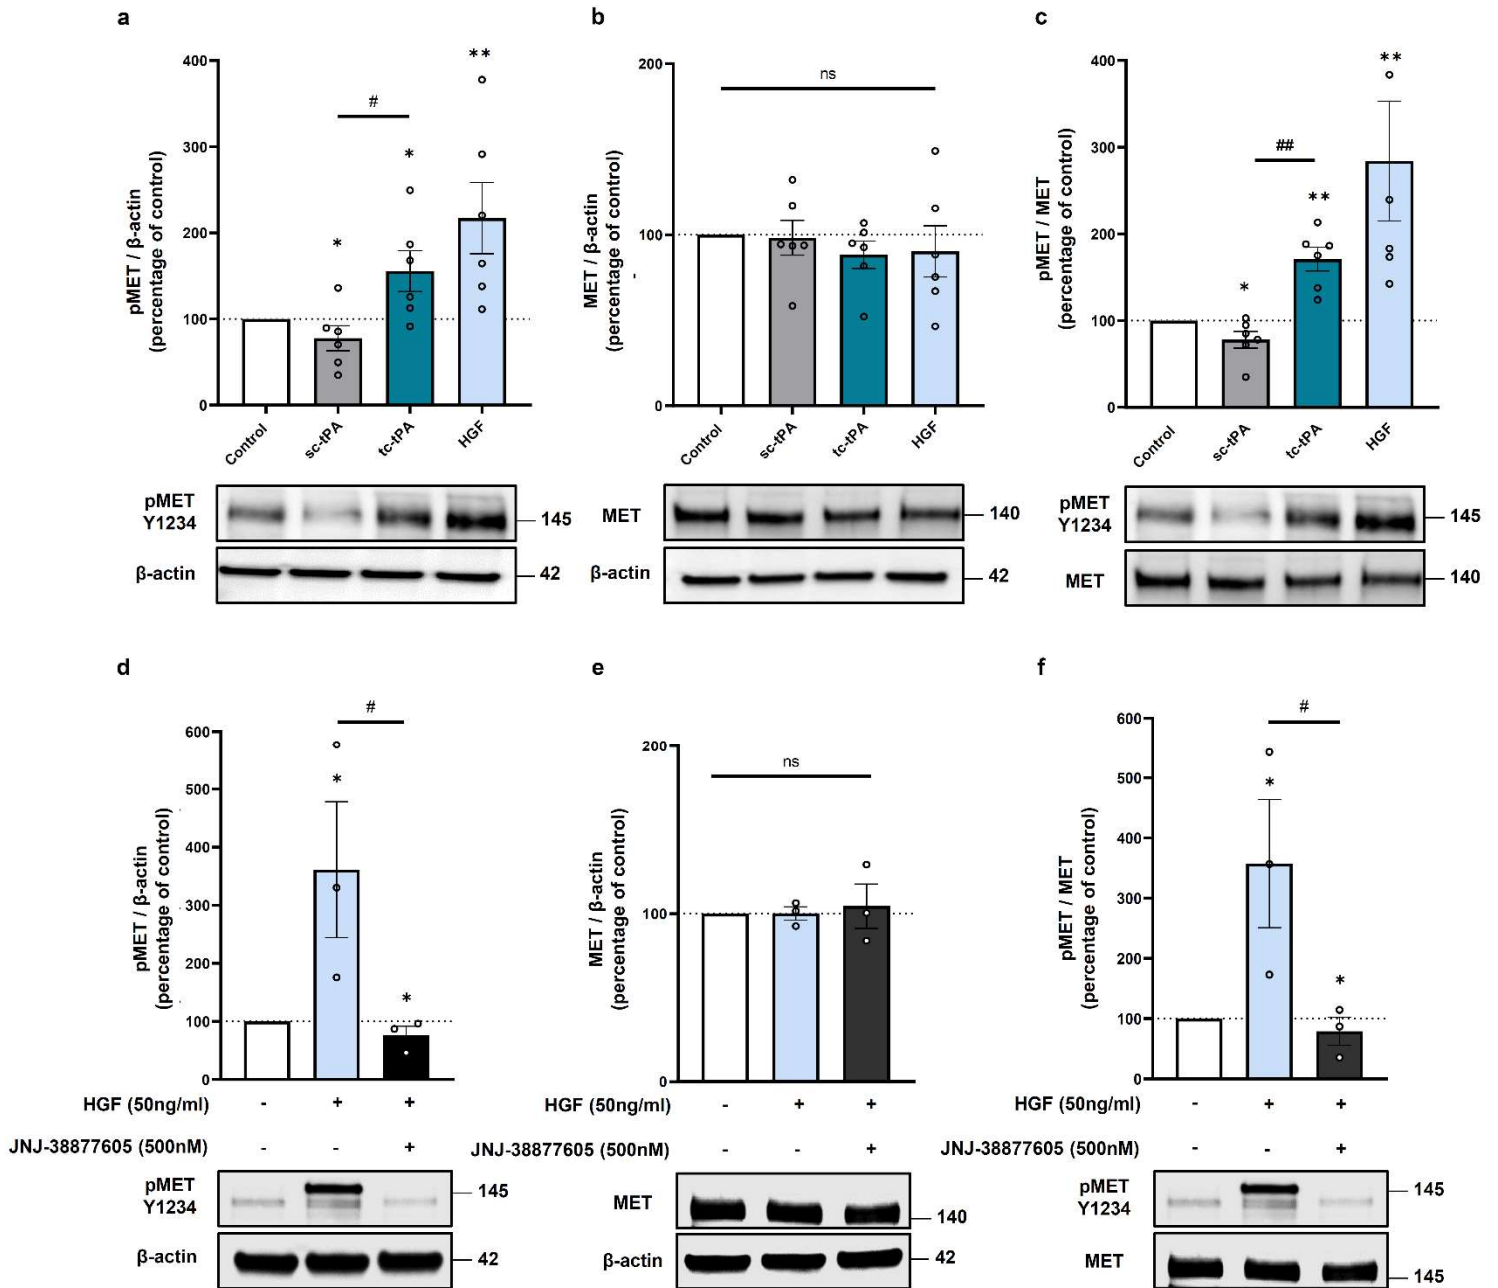 a
pMET / β-actin
(percentage of control)
400
300
200
100
0
#
*
*
**
Control
sc-tPA
tc-tPA
HGF
pMET
Y1234
145
β-actin
42
b
MET / β-actin
(percentage of control)
200
100
0
ns
Control
sc-tPA
tc-tPA
HGF
MET
140
β-actin
42
c
pMET / MET
(percentage of control)
400
300
200
100
0
##
*
**
**
Control
sc-tPA
tc-tPA
HGF
pMET
Y1234
145
MET
140
d
pMET / β-actin
(percentage of control)
600
500
400
300
200
100
0
#
*
*
HGF (50ng/ml) - + +
JNJ-38877605 (500nM) - - +
pMET
Y1234
145
β-actin
42
e
MET / β-actin
(percentage of control)
200
100
0
ns
HGF (50ng/ml) - + +
JNJ-38877605 (500nM) - - +
MET
140
β-actin
42
f
pMET / MET
(percentage of control)
600
500
400
300
200
100
0
#
*
*
HGF (50ng/ml) - + +
JNJ-38877605 (500nM) - - +
pMET
Y1234
145
MET
145